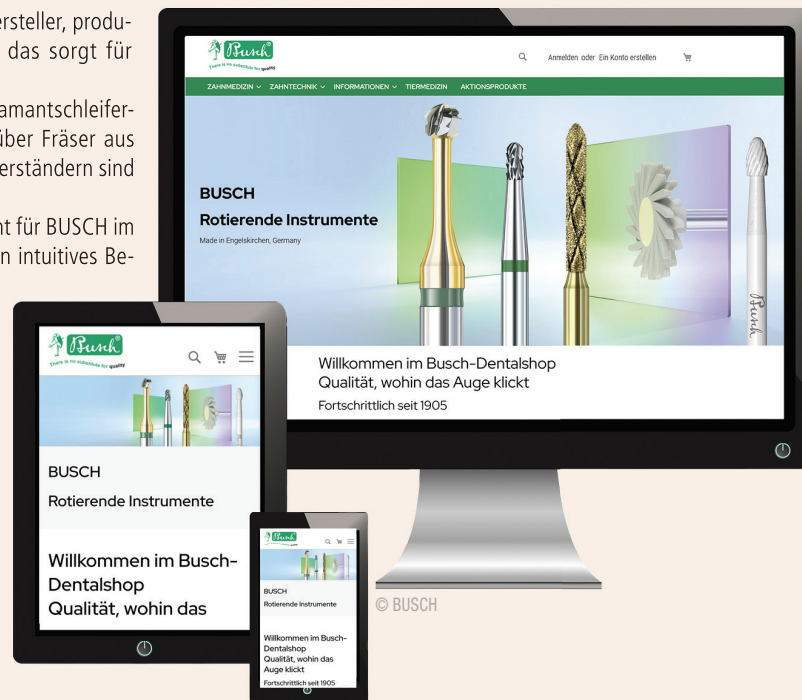 ersteller, produ-
das sorgt für
amantschleifer-
über Fräser aus
erständern sind
nt für BUSCH im
n intuitives Be-
Busch
There is no substitute for quality
Anmelden oder Ein Konto erstellen
ZAHNMEDIZIN ZAHNTECHNIK INFORMATIONEN TIERMEDIZIN AKTIONSPRODUKTE
BUSCH
Rotierende Instrumente
Made in Engelskirchen, Germany
Busch
Willkommen im Busch-Dentalshop
Qualität, wohin das Auge klickt
Fortschrittlich seit 1905
Busch
There is no substitute for quality
BUSCH
Rotierende Instrumente
Willkommen im Busch-
Dentalshop
Qualität, wohin das
Busch
BUSCH
Rotierende Instrumente
Willkommen im Busch-
Dentalshop
Qualität, wohin das
Auge klickt
Fortschrittlich seit 1905
© BUSCH